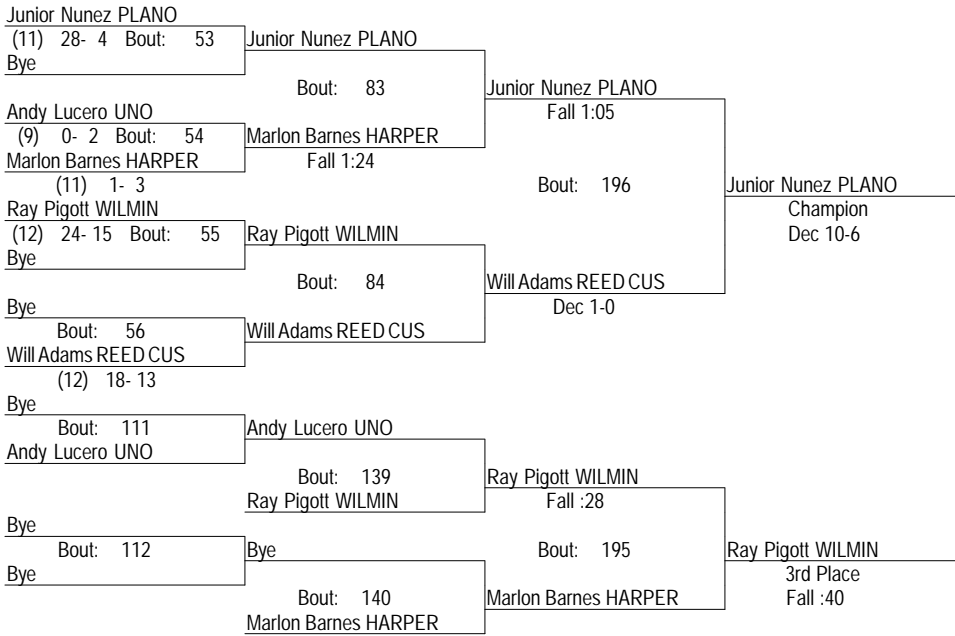 Junior Nunez PLANO
(11) 28- 4 Bout: 53 Junior Nunez PLANO
Bye
Bout: 83 Junior Nunez PLANO
Andy Lucero UNO Fall 1:05
(9) 0- 2 Bout: 54 Marlon Barnes HARPER
Marlon Barnes HARPER Fall 1:24
(11) 1- 3 Bout: 196 Junior Nunez PLANO
Ray Pigott WILMIN Champion
(12) 24- 15 Bout: 55 Ray Pigott WILMIN Dec 10-6
Bye
Bout: 84 Will Adams REED CUS
Bye Dec 1-0
Bout: 56 Will Adams REED CUS
Will Adams REED CUS
(12) 18- 13
Bye
Bout: 111 Andy Lucero UNO
Andy Lucero UNO
Bout: 139 Ray Pigott WILMIN
Ray Pigott WILMIN Fall :28
Bye
Bout: 112 Bye Bout: 195 Ray Pigott WILMIN
Bye 3rd Place
Bout: 140 Marlon Barnes HARPER Fall :40
Marlon Barnes HARPER